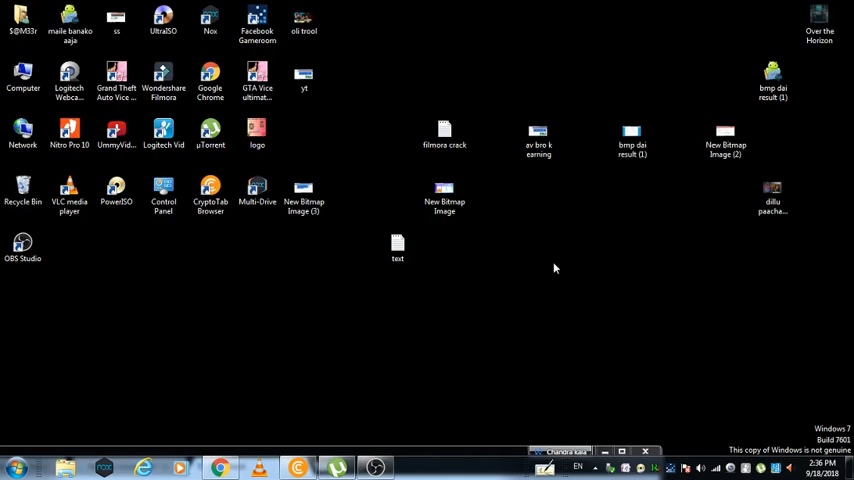 $@M33r
maile banako
aaja
ss
UltraISO
Nox
Facebook
Gameroom
oli trool
Over the
Horizon
Computer
Logitech
Webca...
Grand Theft
Auto Vice ...
Wondershare
Filmora
Google
Chrome
GTA Vice
ultimat...
yt
bmp dai
result (1)
Network
Nitro Pro 10
UmmyVid...
Logitech Vid
µTorrent
logo
filmora crack
av bro k
earning
bmp dai
result (1)
New Bitmap
Image (2)
Recycle Bin
VLC media
player
PowerISO
Control
Panel
CryptoTab
Browser
Multi-Drive
New Bitmap
Image (3)
New Bitmap
Image
dillu
paacha...
OBS Studio
text
Windows 7
Build 7601
This copy of Windows is not genuine
Chandra kala
nox
EN
2:36 PM
9/18/2018